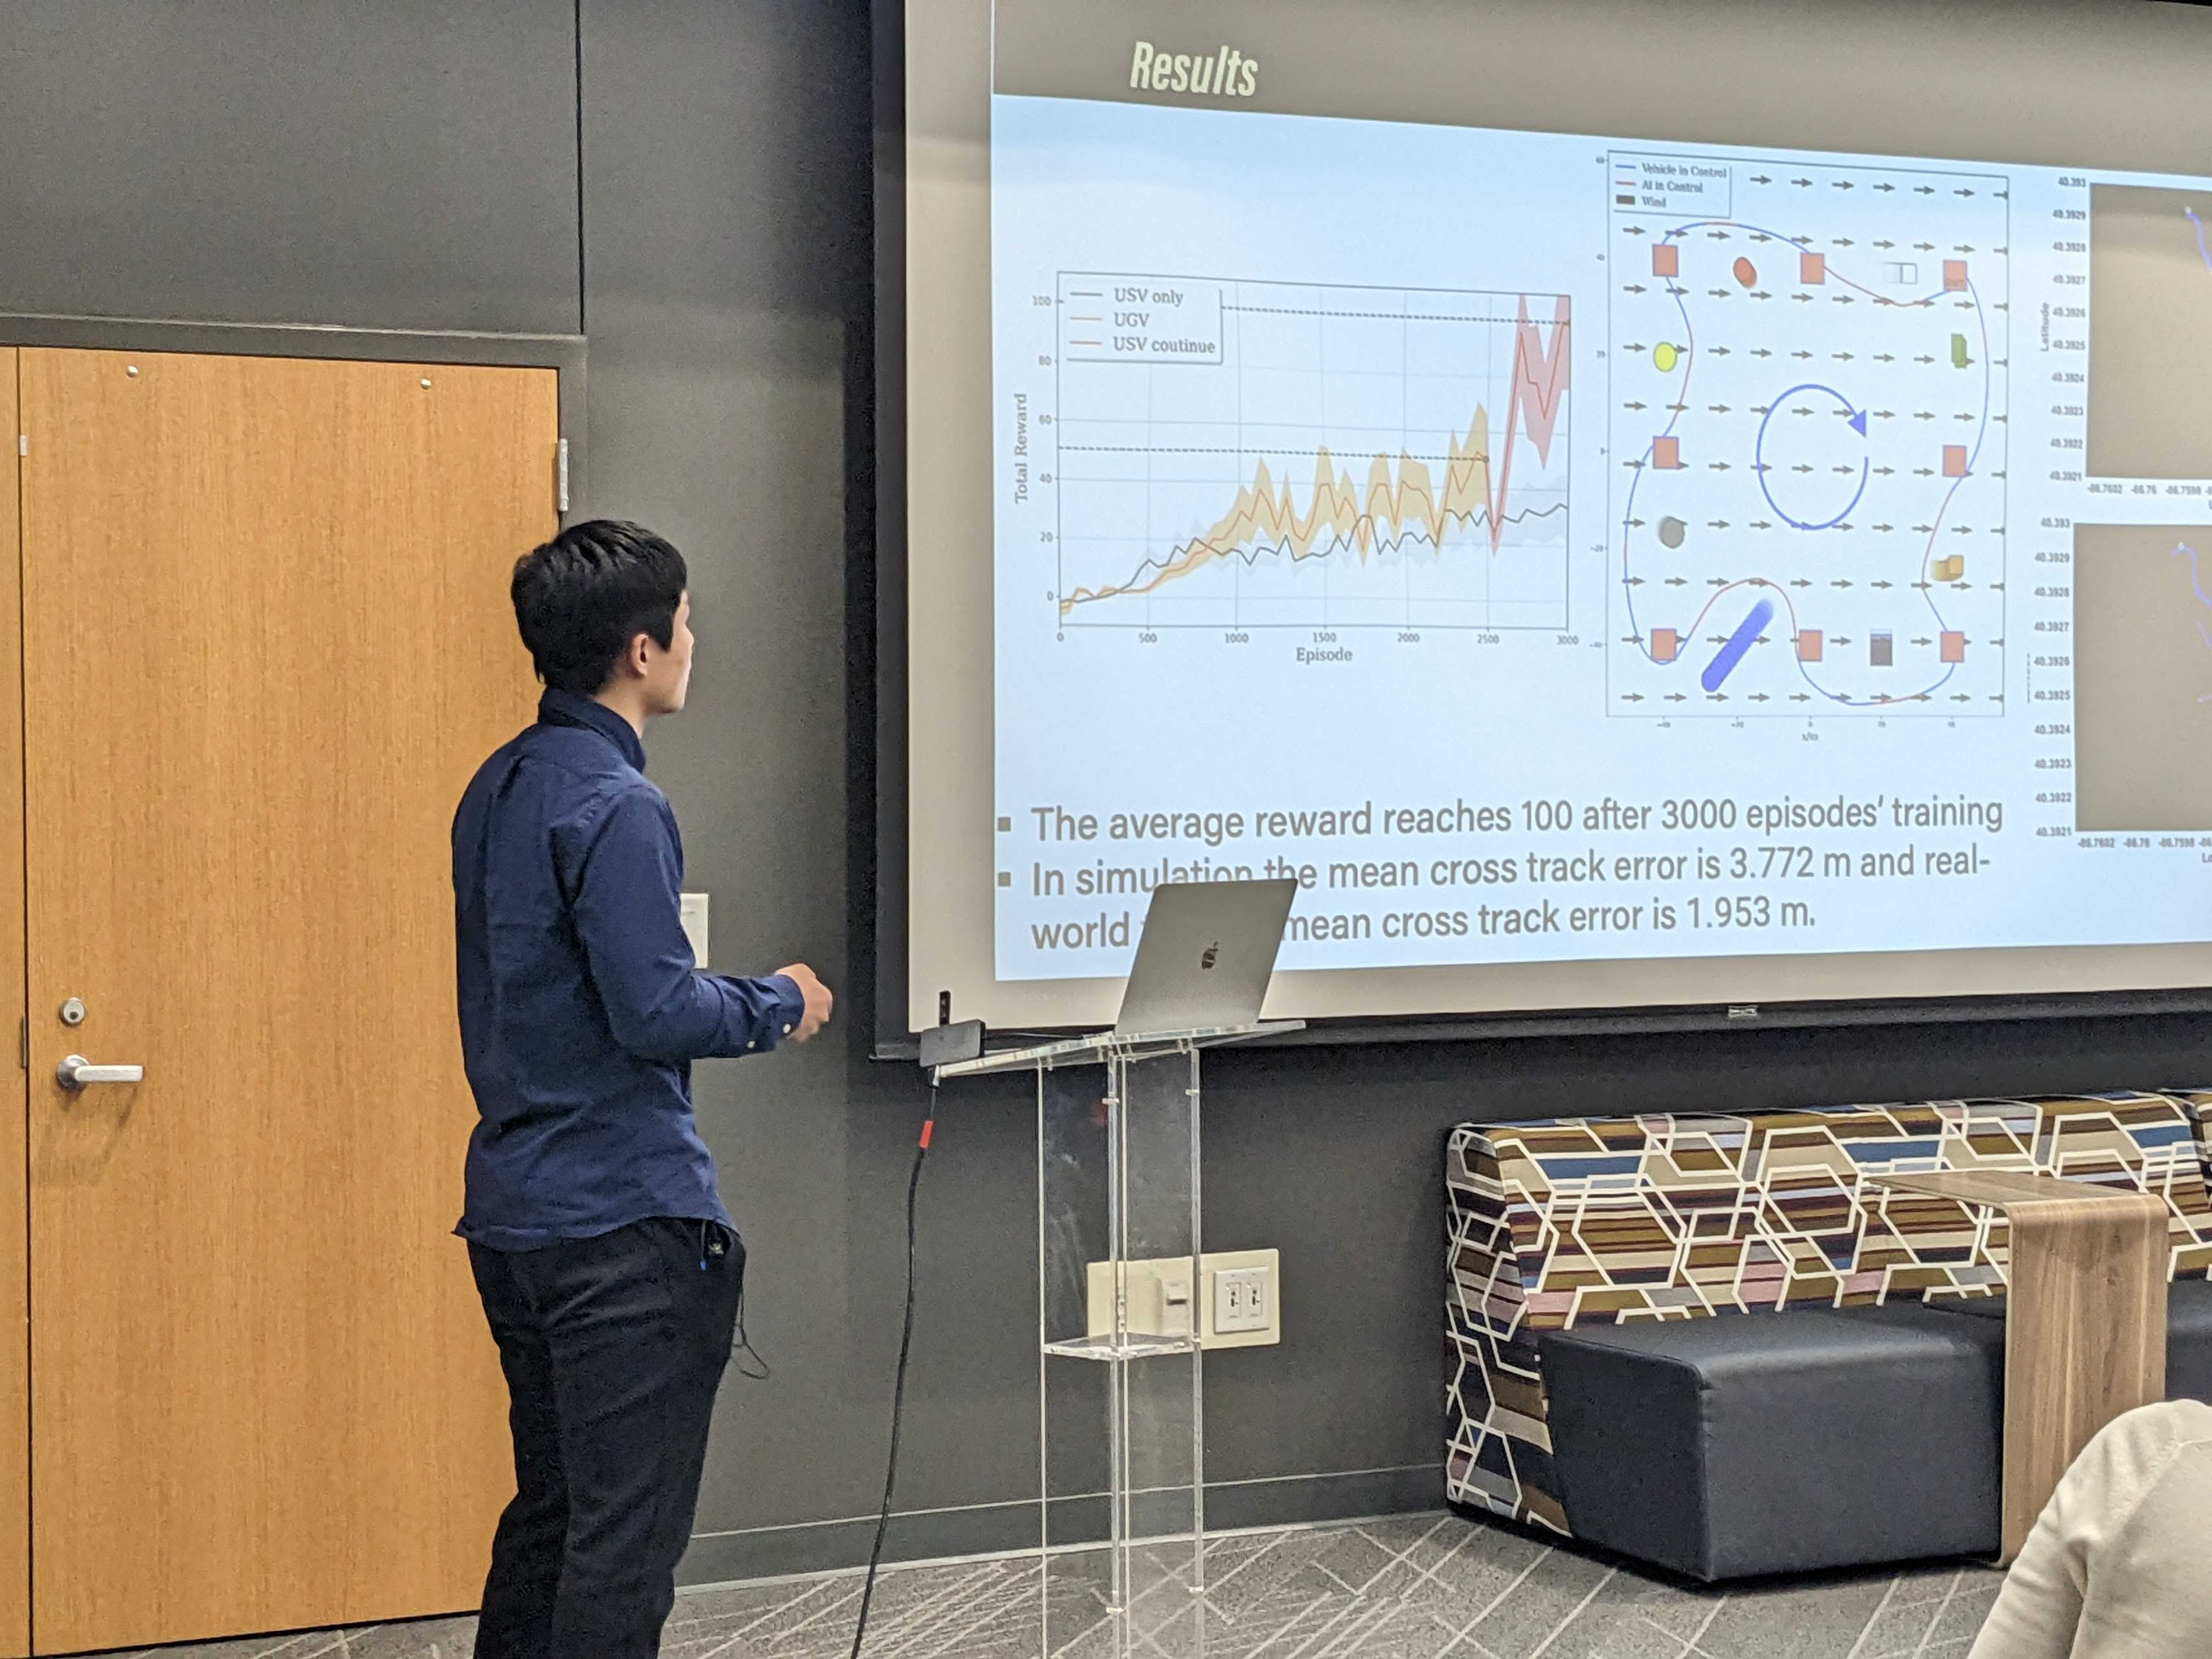 Results
USV only
UGV
USV coutinue
100
80
60
40
20
0
Total Reward
0 500 1000 1500 2000 2500 3000
Episode
Vehicle in Control
AI in Control
Wind
40.393
40.3929
40.3928
40.3927
40.3926
40.3925
40.3924
40.3923
40.3922
40.3921
Latitude
-86.7602 -86.76 -86.7598
40.393
40.3929
40.3928
40.3927
40.3926
40.3925
40.3924
40.3923
40.3922
40.3921
-86.7602 -86.76 -86.7598
▪ The average reward reaches 100 after 3000 episodes' training
▪ In simulation the mean cross track error is 3.772 m and real-
world mean cross track error is 1.953 m.